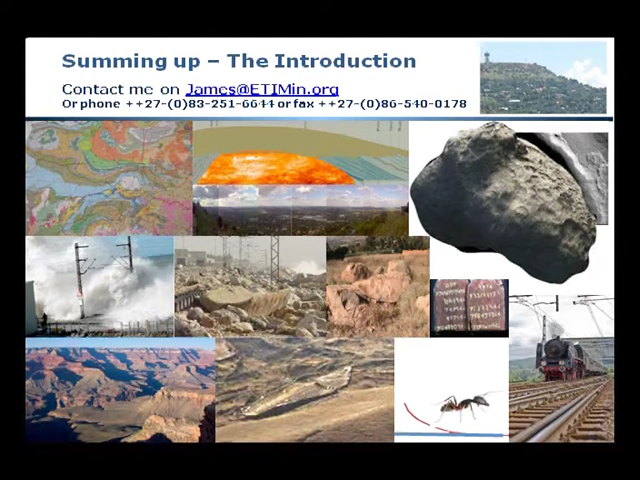 Summing up – The Introduction
Contact me on James@ETIMin.org
Or phone ++27-(0)83-251-6644 or fax ++27-(0)86-540-0178